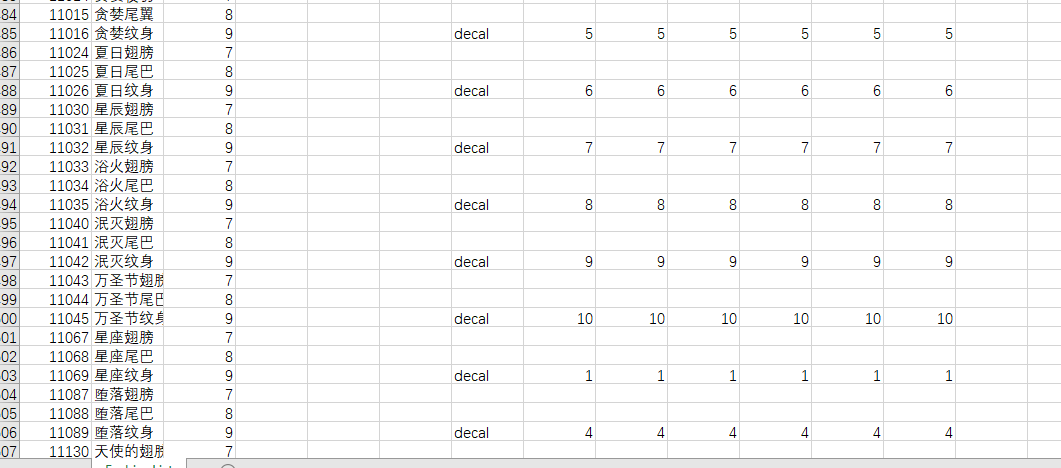 84 11015 贪婪尾翼 8
85 11016 贪婪纹身 9 decal 5 5 5 5 5 5
86 11024 夏日翅膀 7
87 11025 夏日尾巴 8
88 11026 夏日纹身 9 decal 6 6 6 6 6 6
89 11030 星辰翅膀 7
90 11031 星辰尾巴 8
91 11032 星辰纹身 9 decal 7 7 7 7 7 7
92 11033 浴火翅膀 7
93 11034 浴火尾巴 8
94 11035 浴火纹身 9 decal 8 8 8 8 8 8
95 11040 泯灭翅膀 7
96 11041 泯灭尾巴 8
97 11042 泯灭纹身 9 decal 9 9 9 9 9 9
98 11043 万圣节翅膀 7
99 11044 万圣节尾巴 8
00 11045 万圣节纹身 9 decal 10 10 10 10 10 10
01 11067 星座翅膀 7
02 11068 星座尾巴 8
03 11069 星座纹身 9 decal 1 1 1 1 1 1
04 11087 堕落翅膀 7
05 11088 堕落尾巴 8
06 11089 堕落纹身 9 decal 4 4 4 4 4 4
07 11130 天使的翅膀 7